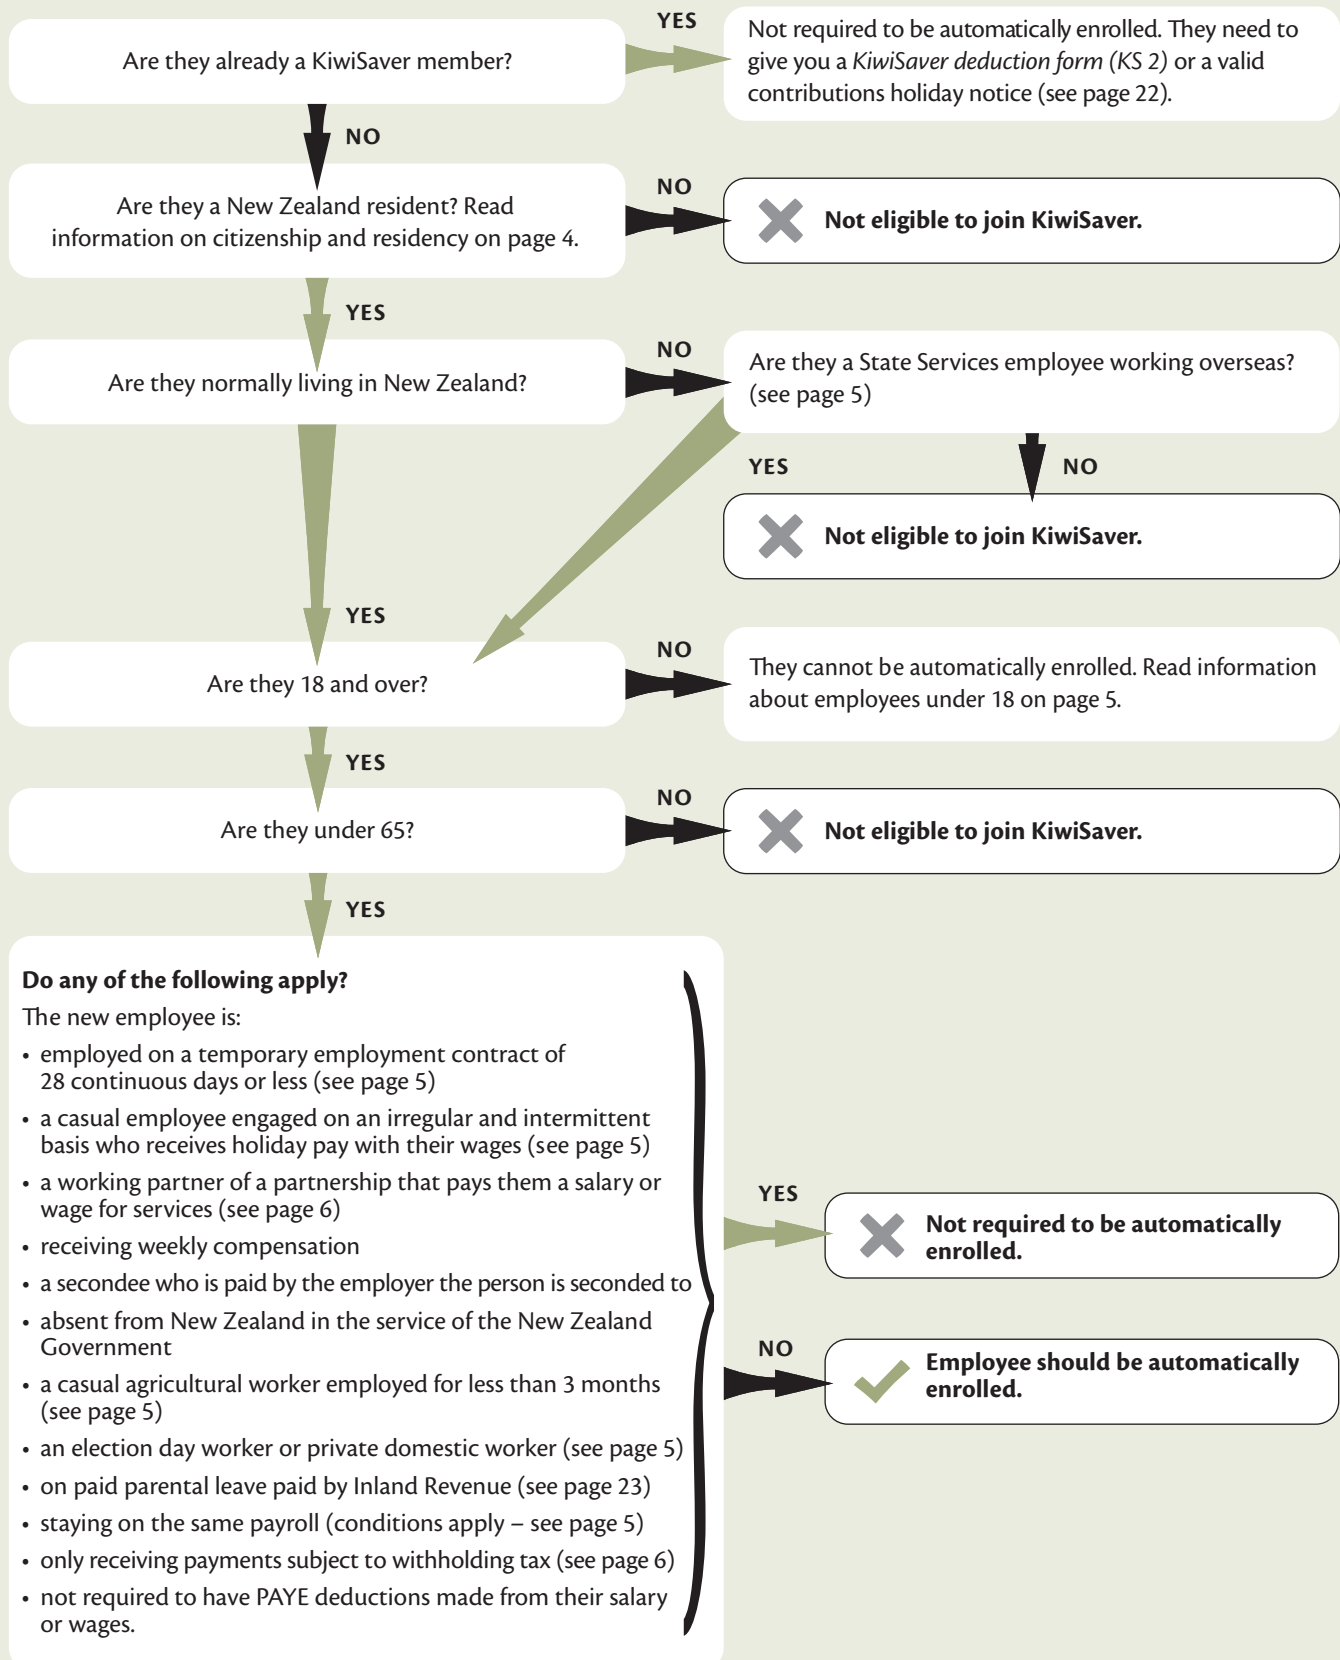 Are they already a KiwiSaver member?
YES
Not required to be automatically enrolled. They need to
give you a KiwiSaver deduction form (KS 2) or a valid
contributions holiday notice (see page 22).
NO
Are they a New Zealand resident? Read
information on citizenship and residency on page 4.
NO
Not eligible to join KiwiSaver.
YES
Are they normally living in New Zealand?
NO
Are they a State Services employee working overseas?
(see page 5)
YES
NO
Not eligible to join KiwiSaver.
YES
Are they 18 and over?
NO
They cannot be automatically enrolled. Read information
about employees under 18 on page 5.
YES
Are they under 65?
NO
Not eligible to join KiwiSaver.
YES
Do any of the following apply?
The new employee is:
• employed on a temporary employment contract of
28 continuous days or less (see page 5)
• a casual employee engaged on an irregular and intermittent
basis who receives holiday pay with their wages (see page 5)
• a working partner of a partnership that pays them a salary or
wage for services (see page 6)
• receiving weekly compensation
• a secondee who is paid by the employer the person is seconded to
• absent from New Zealand in the service of the New Zealand
Government
• a casual agricultural worker employed for less than 3 months
(see page 5)
• an election day worker or private domestic worker (see page 5)
• on paid parental leave paid by Inland Revenue (see page 23)
• staying on the same payroll (conditions apply – see page 5)
• only receiving payments subject to withholding tax (see page 6)
• not required to have PAYE deductions made from their salary
or wages.
YES
Not required to be automatically
enrolled.
NO
Employee should be automatically
enrolled.